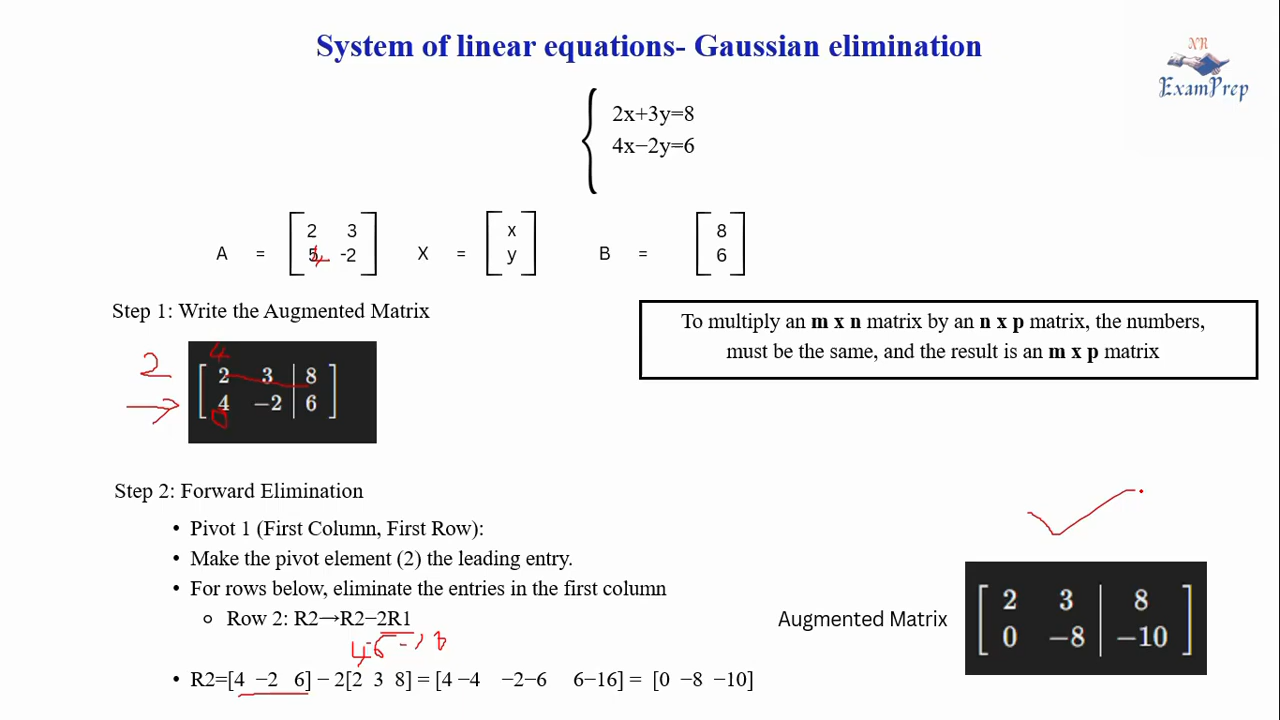 System of linear equations- Gaussian elimination
NR
ExamPrep
2x+3y=8
4x−2y=6
A = [ 2 3 ] X = [ x ] B = [ 8 ]
[ 5 -2 ] [ y ] [ 6 ]
4
Step 1: Write the Augmented Matrix
To multiply an m x n matrix by an n x p matrix, the numbers,
must be the same, and the result is an m x p matrix
2 4
[ 2 3 | 8 ]
[ 4 −2 | 6 ]
0
Step 2: Forward Elimination
• Pivot 1 (First Column, First Row):
• Make the pivot element (2) the leading entry.
• For rows below, eliminate the entries in the first column
Row 2: R2→R2−2R1
4
• R2=[4 −2 6] − 2[2 3 8] = [4 −4 −2−6 6−16] = [0 −8 −10]
Augmented Matrix
[ 2 3 | 8 ]
[ 0 −8 | −10 ]